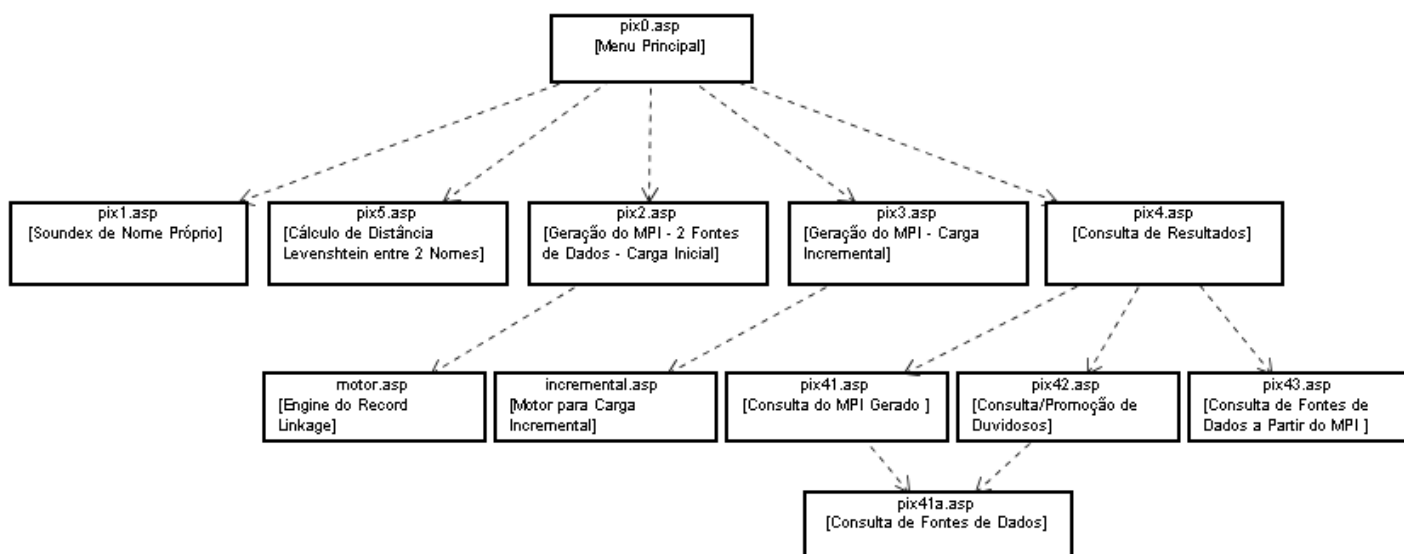 pix0.asp
[Menu Principal]
pix1.asp
[Soundex de Nome Próprio]
pix5.asp
[Cálculo de Distância
Levenshtein entre 2 Nomes]
pix2.asp
[Geração do MPI - 2 Fontes
de Dados - Carga Inicial]
pix3.asp
[Geração do MPI - Carga
Incremental]
pix4.asp
[Consulta de Resultados]
motor.asp
[Engine do Record
Linkage]
incremental.asp
[Motor para Carga
Incremental]
pix41.asp
[Consulta do MPI Gerado ]
pix42.asp
[Consulta/Promoção de
Duvidosos]
pix43.asp
[Consulta de Fontes de
Dados a Partir do MPI ]
pix41a.asp
[Consulta de Fontes de Dados]